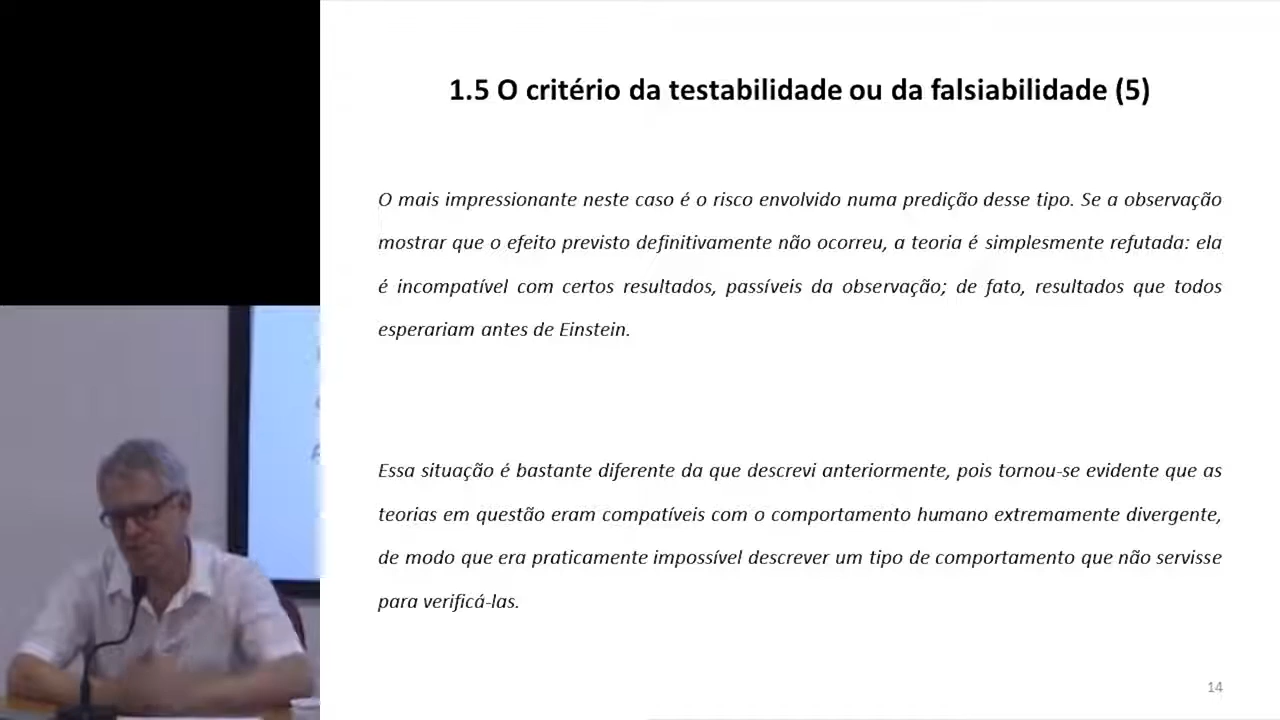 1.5 O critério da testabilidade ou da falsiabilidade (5)
O mais impressionante neste caso é o risco envolvido numa predição desse tipo. Se a observação
mostrar que o efeito previsto definitivamente não ocorreu, a teoria é simplesmente refutada: ela
é incompatível com certos resultados, passíveis da observação; de fato, resultados que todos
esperariam antes de Einstein.
Essa situação é bastante diferente da que descrevi anteriormente, pois tornou-se evidente que as
teorias em questão eram compatíveis com o comportamento humano extremamente divergente,
de modo que era praticamente impossível descrever um tipo de comportamento que não servisse
para verificá-las.
14